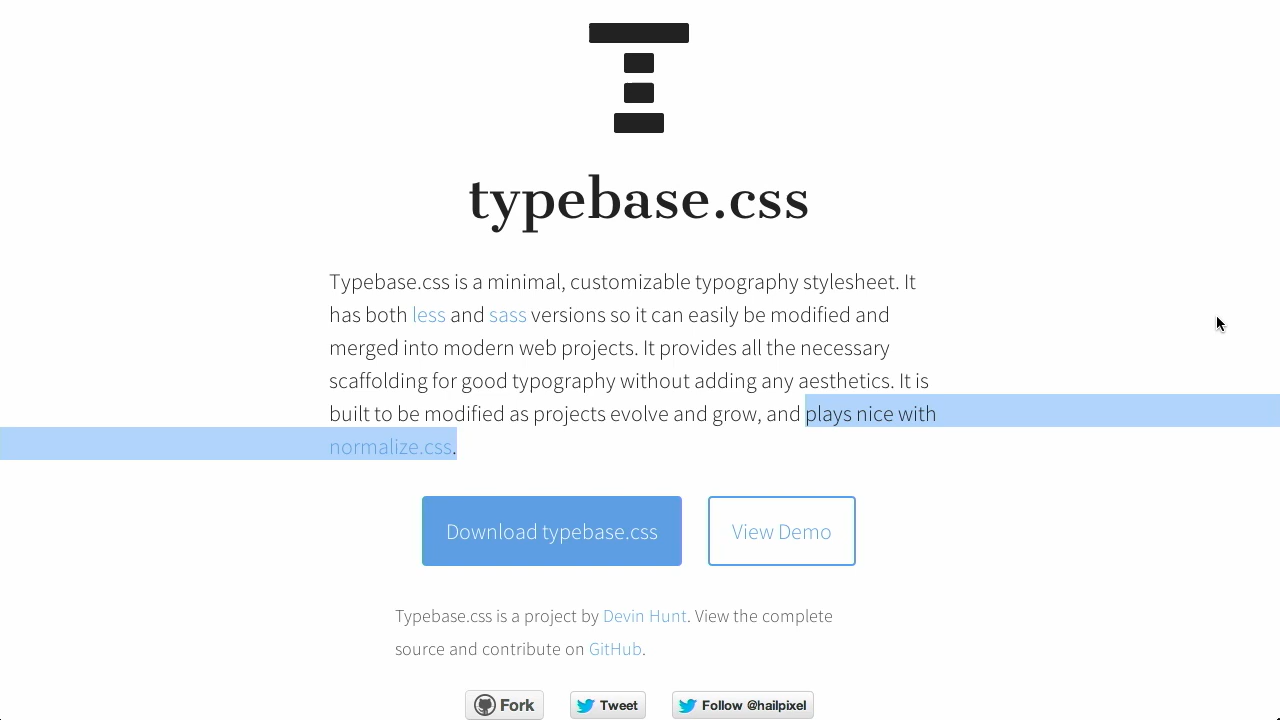 typebase.css
Typebase.css is a minimal, customizable typography stylesheet. It
has both less and sass versions so it can easily be modified and
merged into modern web projects. It provides all the necessary
scaffolding for good typography without adding any aesthetics. It is
built to be modified as projects evolve and grow, and plays nice with
normalize.css.
Download typebase.css View Demo
Typebase.css is a project by Devin Hunt. View the complete
source and contribute on GitHub.
Fork Tweet Follow @hailpixel